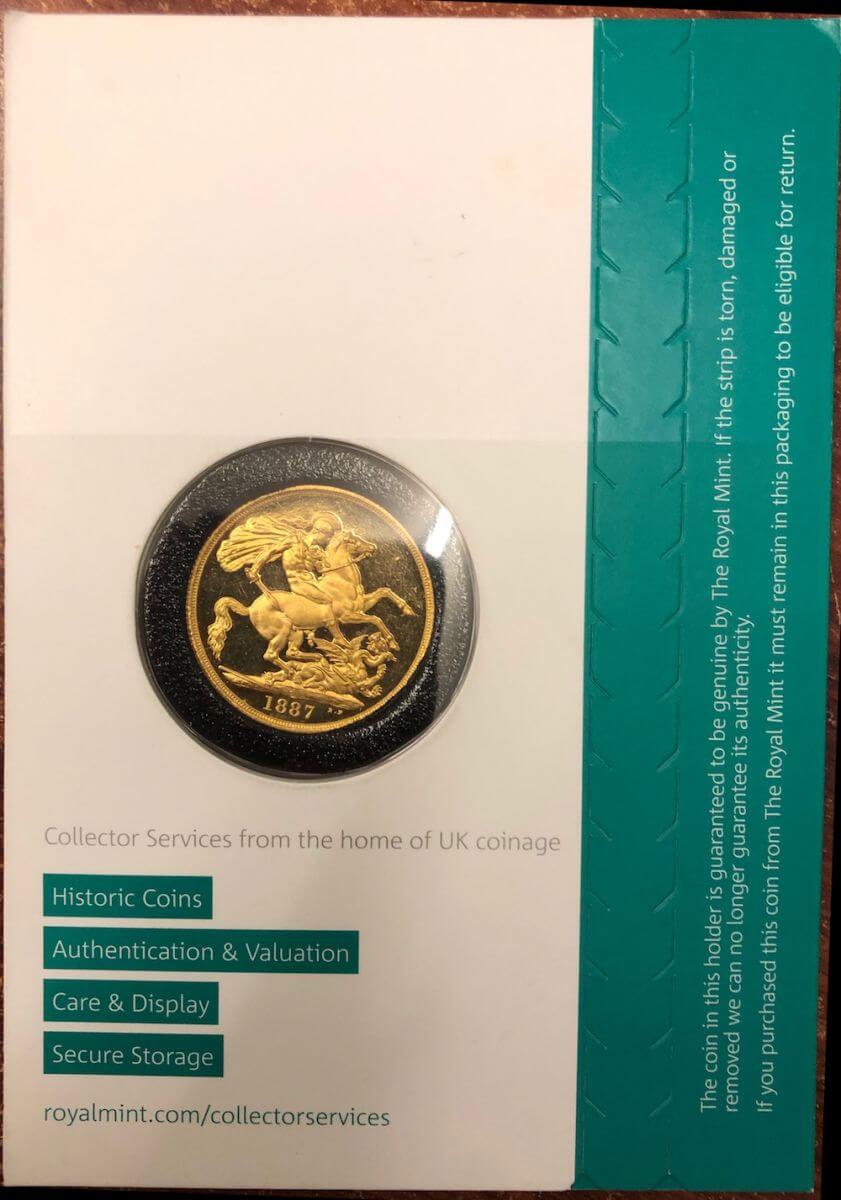 1887
B.P.
Collector Services from the home of UK coinage
Historic Coins
Authentication & Valuation
Care & Display
Secure Storage
royalmint.com/collectorservices
The coin in this holder is guaranteed to be genuine by The Royal Mint. If the strip is torn, damaged or
removed we can no longer guarantee its authenticity.
If you purchased this coin from The Royal Mint it must remain in this packaging to be eligible for return.